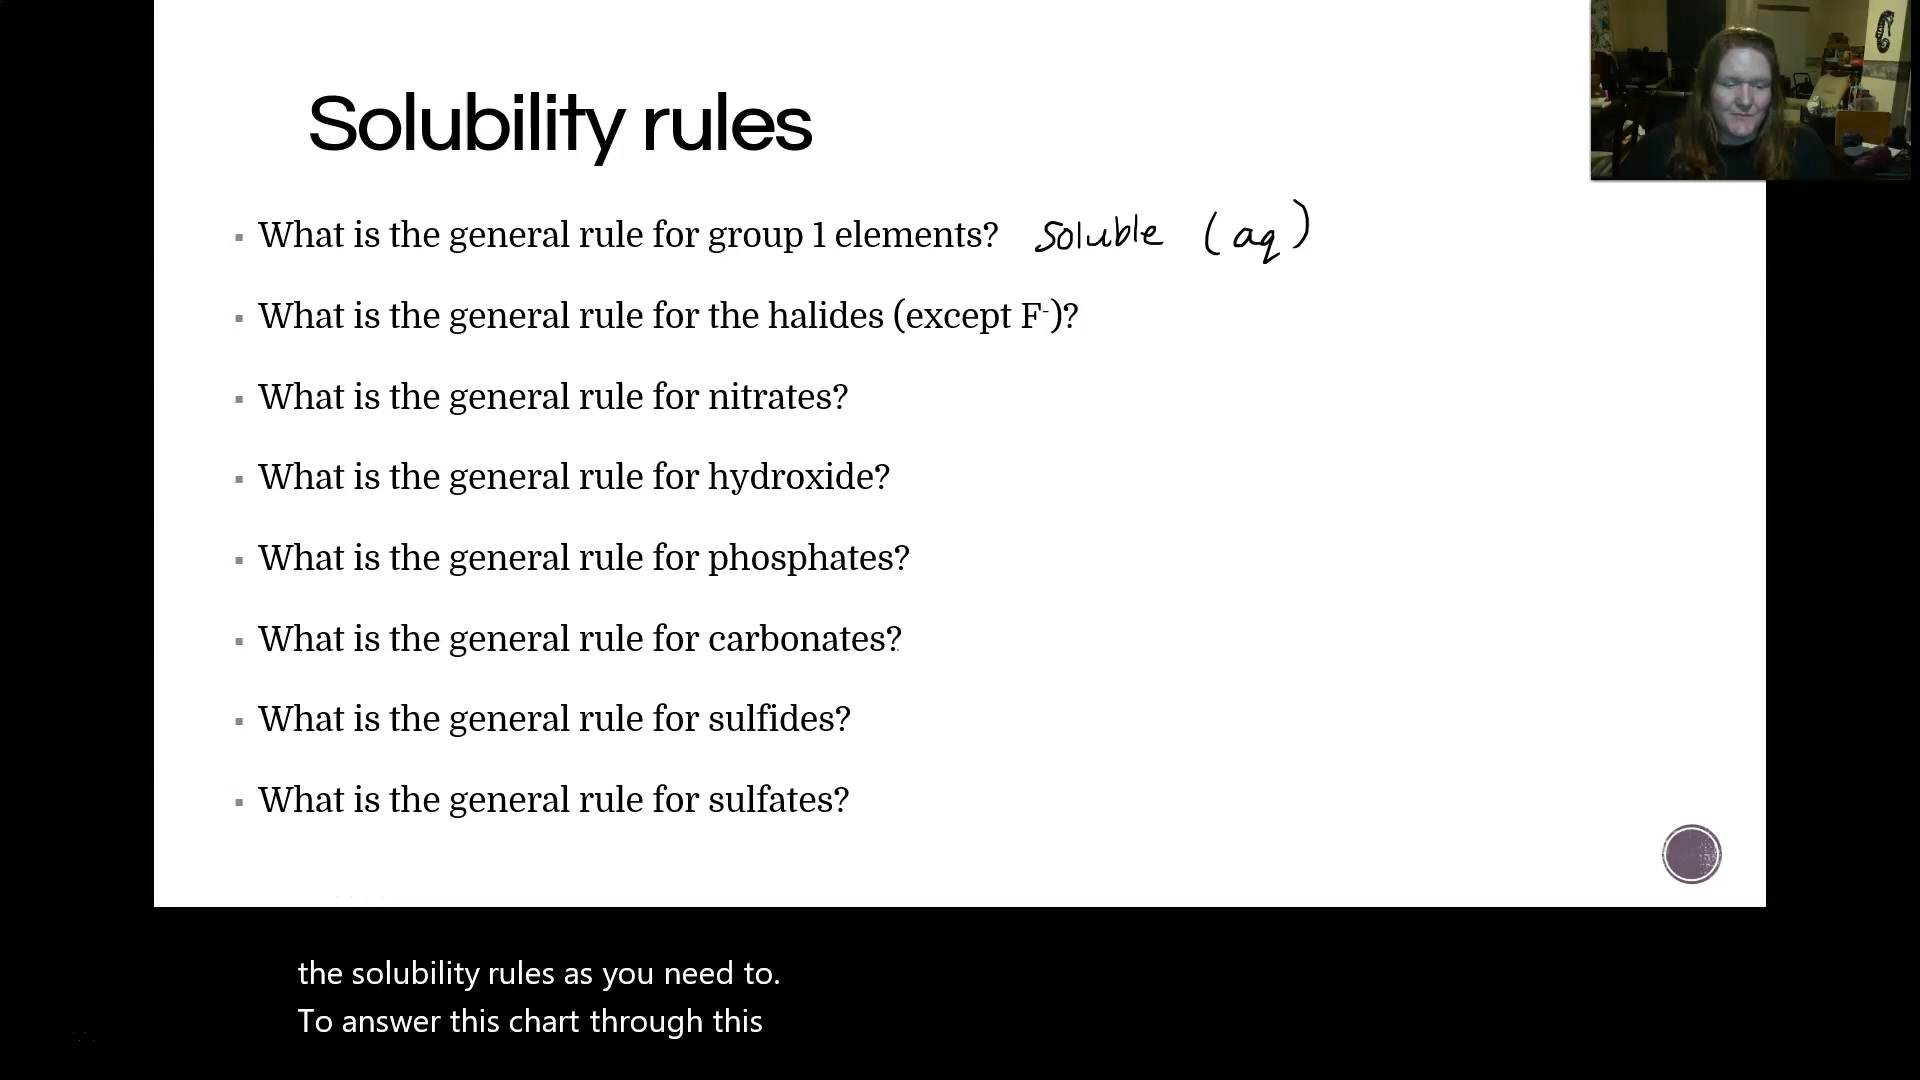 Solubility rules
▪ What is the general rule for group 1 elements? Soluble (aq)
▪ What is the general rule for the halides (except F⁻)?
▪ What is the general rule for nitrates?
▪ What is the general rule for hydroxide?
▪ What is the general rule for phosphates?
▪ What is the general rule for carbonates?
▪ What is the general rule for sulfides?
▪ What is the general rule for sulfates?
the solubility rules as you need to.
To answer this chart through this